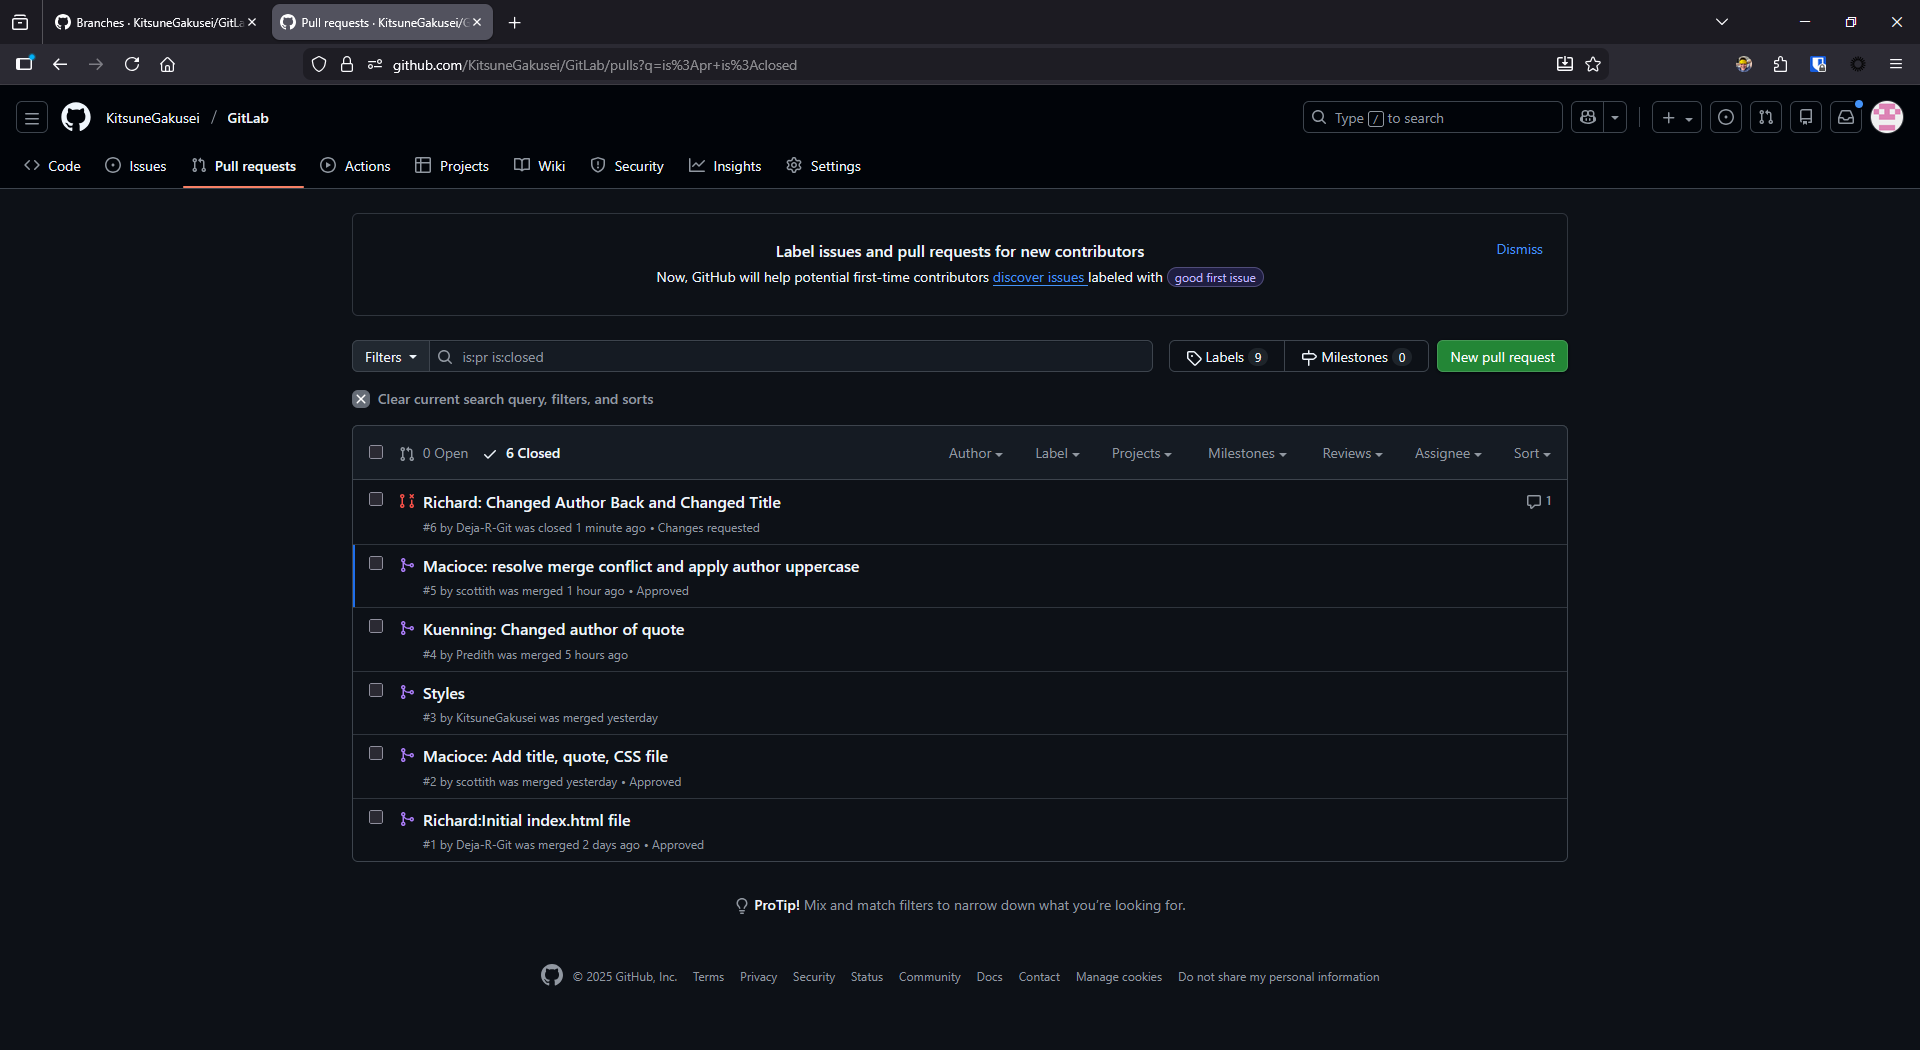 Branches · KitsuneGakusei/GitLa
Pull requests · KitsuneGakusei/G
github.com/KitsuneGakusei/GitLab/pulls?q=is%3Apr+is%3Aclosed
KitsuneGakusei / GitLab
Type / to search
Code Issues Pull requests Actions Projects Wiki Security Insights Settings
Label issues and pull requests for new contributors
Dismiss
Now, GitHub will help potential first-time contributors discover issues labeled with good first issue
Filters is:pr is:closed Labels 9 Milestones 0 New pull request
Clear current search query, filters, and sorts
0 Open 6 Closed Author Label Projects Milestones Reviews Assignee Sort
Richard: Changed Author Back and Changed Title 1
#6 by Deja-R-Git was closed 1 minute ago • Changes requested
Macioce: resolve merge conflict and apply author uppercase
#5 by scottith was merged 1 hour ago • Approved
Kuenning: Changed author of quote
#4 by Predith was merged 5 hours ago
Styles
#3 by KitsuneGakusei was merged yesterday
Macioce: Add title, quote, CSS file
#2 by scottith was merged yesterday • Approved
Richard:Initial index.html file
#1 by Deja-R-Git was merged 2 days ago • Approved
ProTip! Mix and match filters to narrow down what you’re looking for.
© 2025 GitHub, Inc. Terms Privacy Security Status Community Docs Contact Manage cookies Do not share my personal information